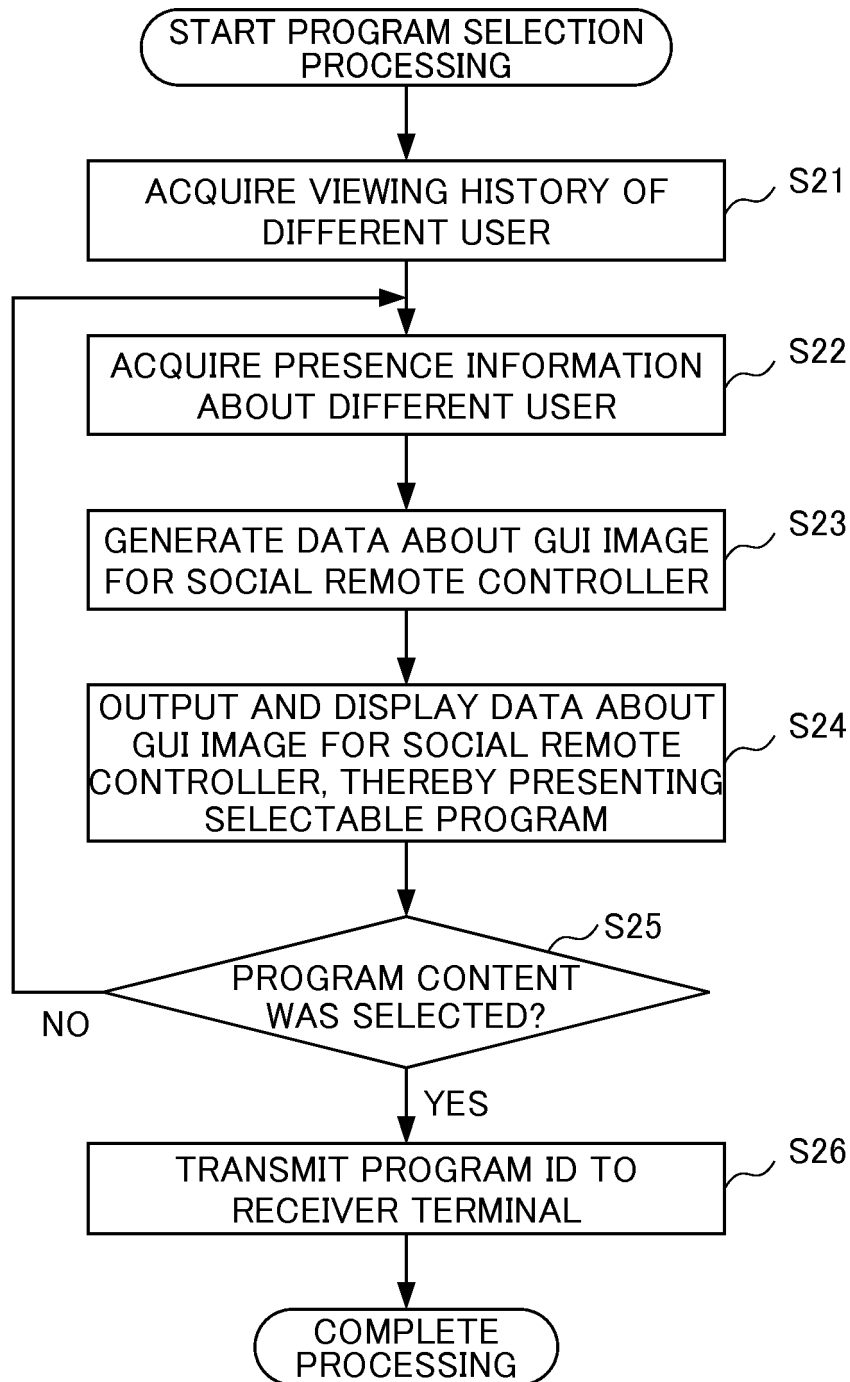 START PROGRAM SELECTION
PROCESSING
ACQUIRE VIEWING HISTORY OF
DIFFERENT USER
S21
ACQUIRE PRESENCE INFORMATION
ABOUT DIFFERENT USER
S22
GENERATE DATA ABOUT GUI IMAGE
FOR SOCIAL REMOTE CONTROLLER
S23
OUTPUT AND DISPLAY DATA ABOUT
GUI IMAGE FOR SOCIAL REMOTE
CONTROLLER, THEREBY PRESENTING
SELECTABLE PROGRAM
S24
PROGRAM CONTENT
WAS SELECTED?
S25
NO
YES
TRANSMIT PROGRAM ID TO
RECEIVER TERMINAL
S26
COMPLETE
PROCESSING